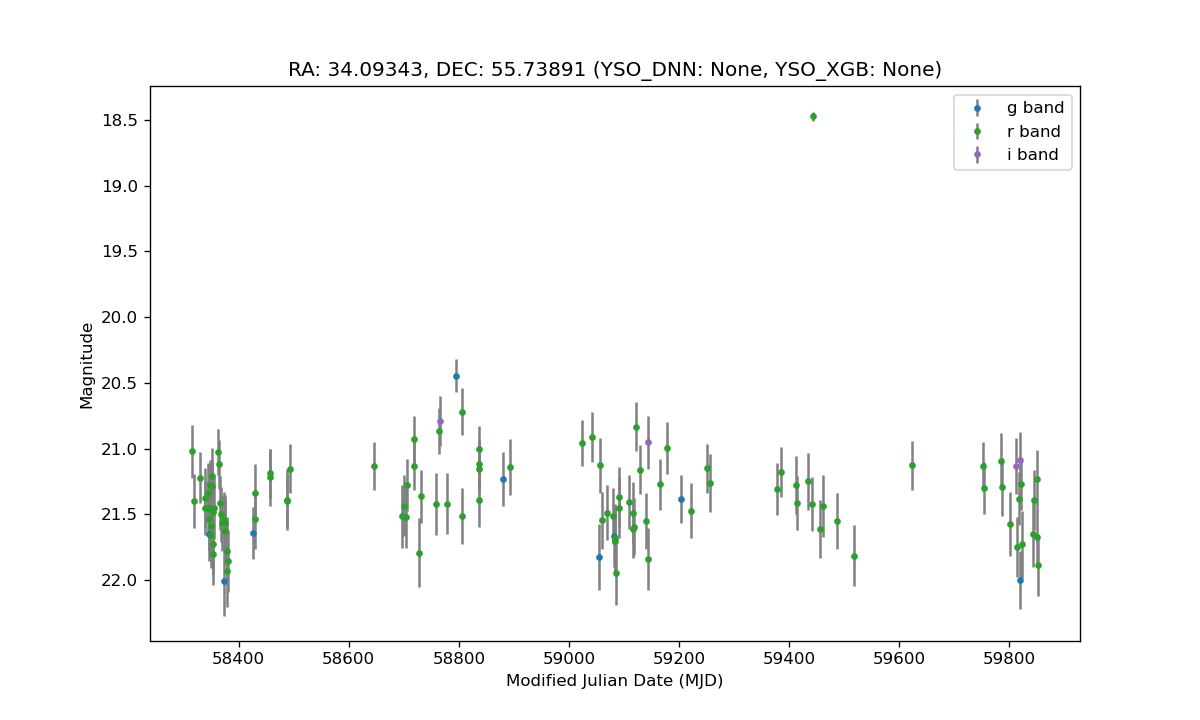 RA: 34.09343, DEC: 55.73891 (YSO_DNN: None, YSO_XGB: None)
g band
r band
i band
18.5
19.0
19.5
20.0
20.5
21.0
21.5
22.0
Magnitude
58400 58600 58800 59000 59200 59400 59600 59800
Modified Julian Date (MJD)